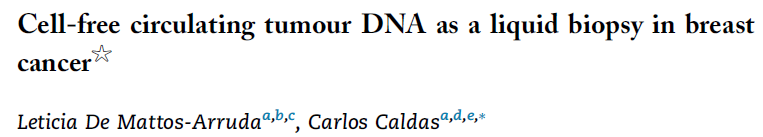 Cell-free circulating tumour DNA as a liquid biopsy in breast
cancer☆
Leticia De Mattos-Arruda^a,b,c, Carlos Caldas^a,d,e,*